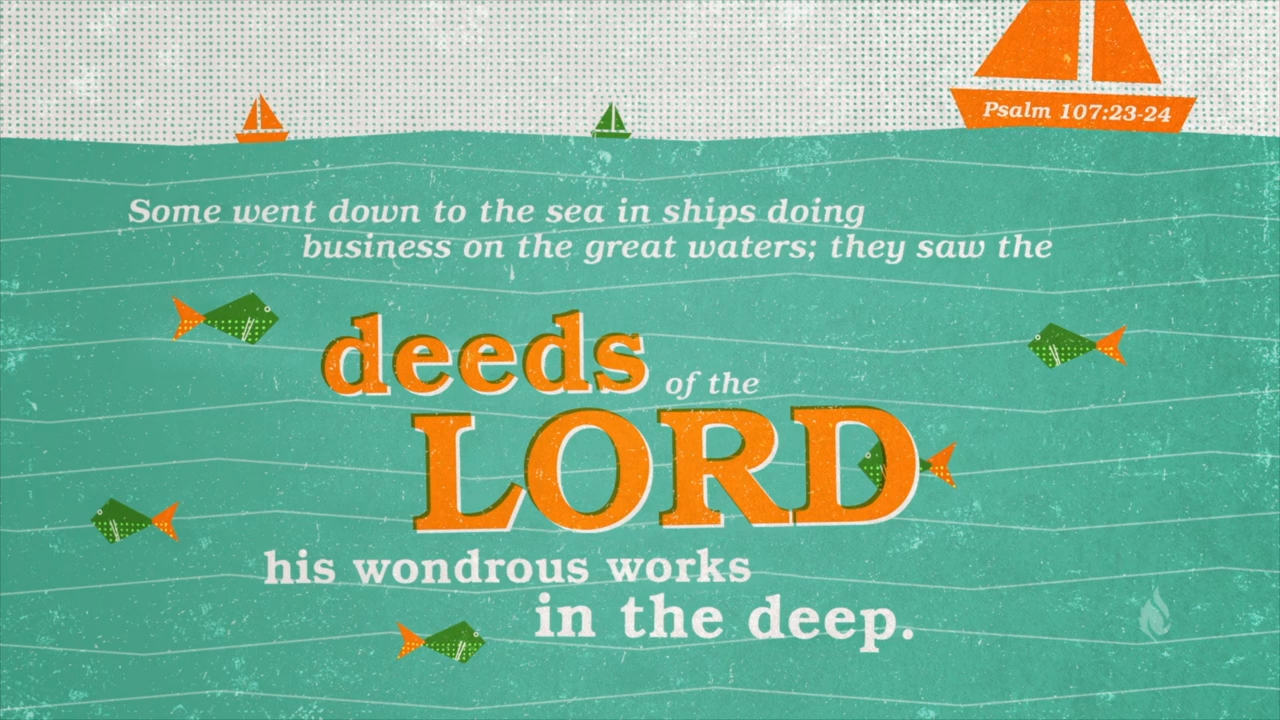 Psalm 107:23-24
Some went down to the sea in ships doing
business on the great waters; they saw the
deeds of the
LORD
his wondrous works
in the deep.